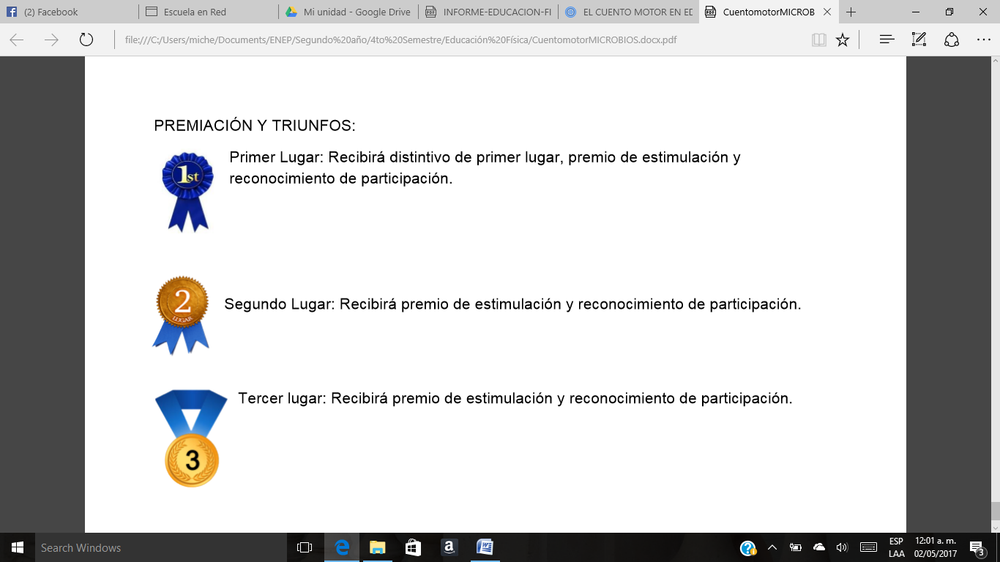 (2) Facebook
Escuela en Red
Mi unidad - Google Drive
INFORME-EDUCACION-FI
EL CUENTO MOTOR EN ED
CuentomotorMICROB
file:///C:/Users/miche/Documents/ENEP/Segundo%20año/4to%20Semestre/Educación%20Física/CuentomotorMICROBIOS.docx.pdf
PREMIACIÓN Y TRIUNFOS:
1st
Primer Lugar: Recibirá distintivo de primer lugar, premio de estimulación y
reconocimiento de participación.
2
LUGAR
Segundo Lugar: Recibirá premio de estimulación y reconocimiento de participación.
Tercer lugar: Recibirá premio de estimulación y reconocimiento de participación.
3
Search Windows
ESP
LAA
12:01 a. m.
02/05/2017
3